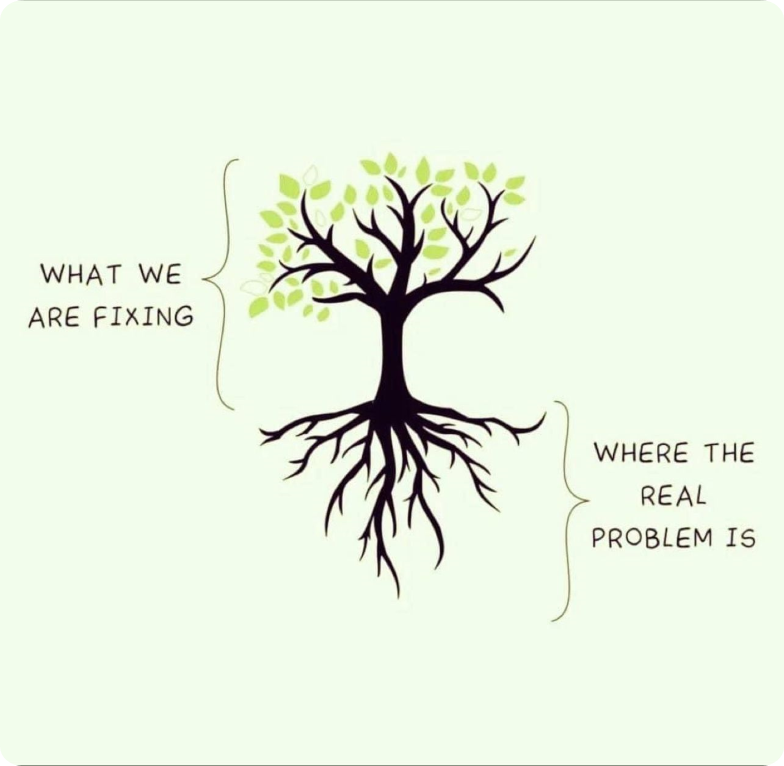 WHAT WE
ARE FIXING
WHERE THE
REAL
PROBLEM IS